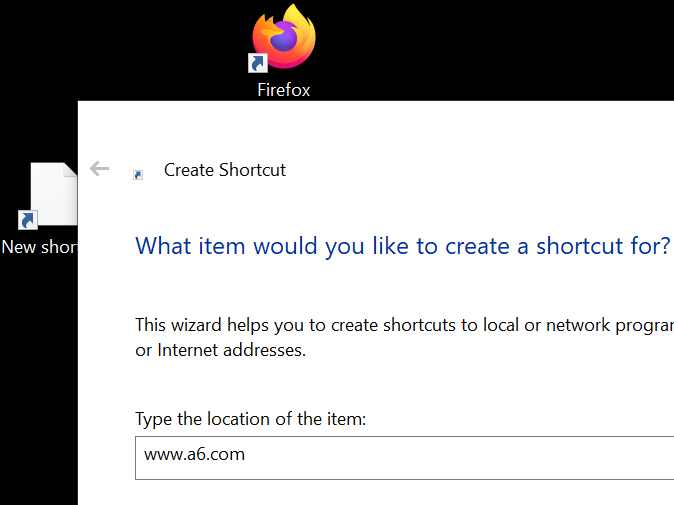 Firefox
Create Shortcut
New shor
What item would you like to create a shortcut for?
This wizard helps you to create shortcuts to local or network progra
or Internet addresses.
Type the location of the item:
www.a6.com